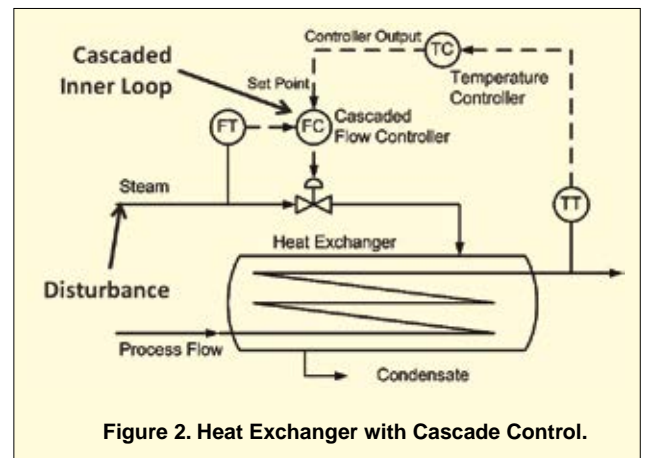 Cascaded
Inner Loop
Controller Output
TC
Temperature
Controller
Set Point
FT
FC
Cascaded
Flow Controller
Steam
TT
Heat Exchanger
Disturbance
Process Flow
Condensate
Figure 2. Heat Exchanger with Cascade Control.